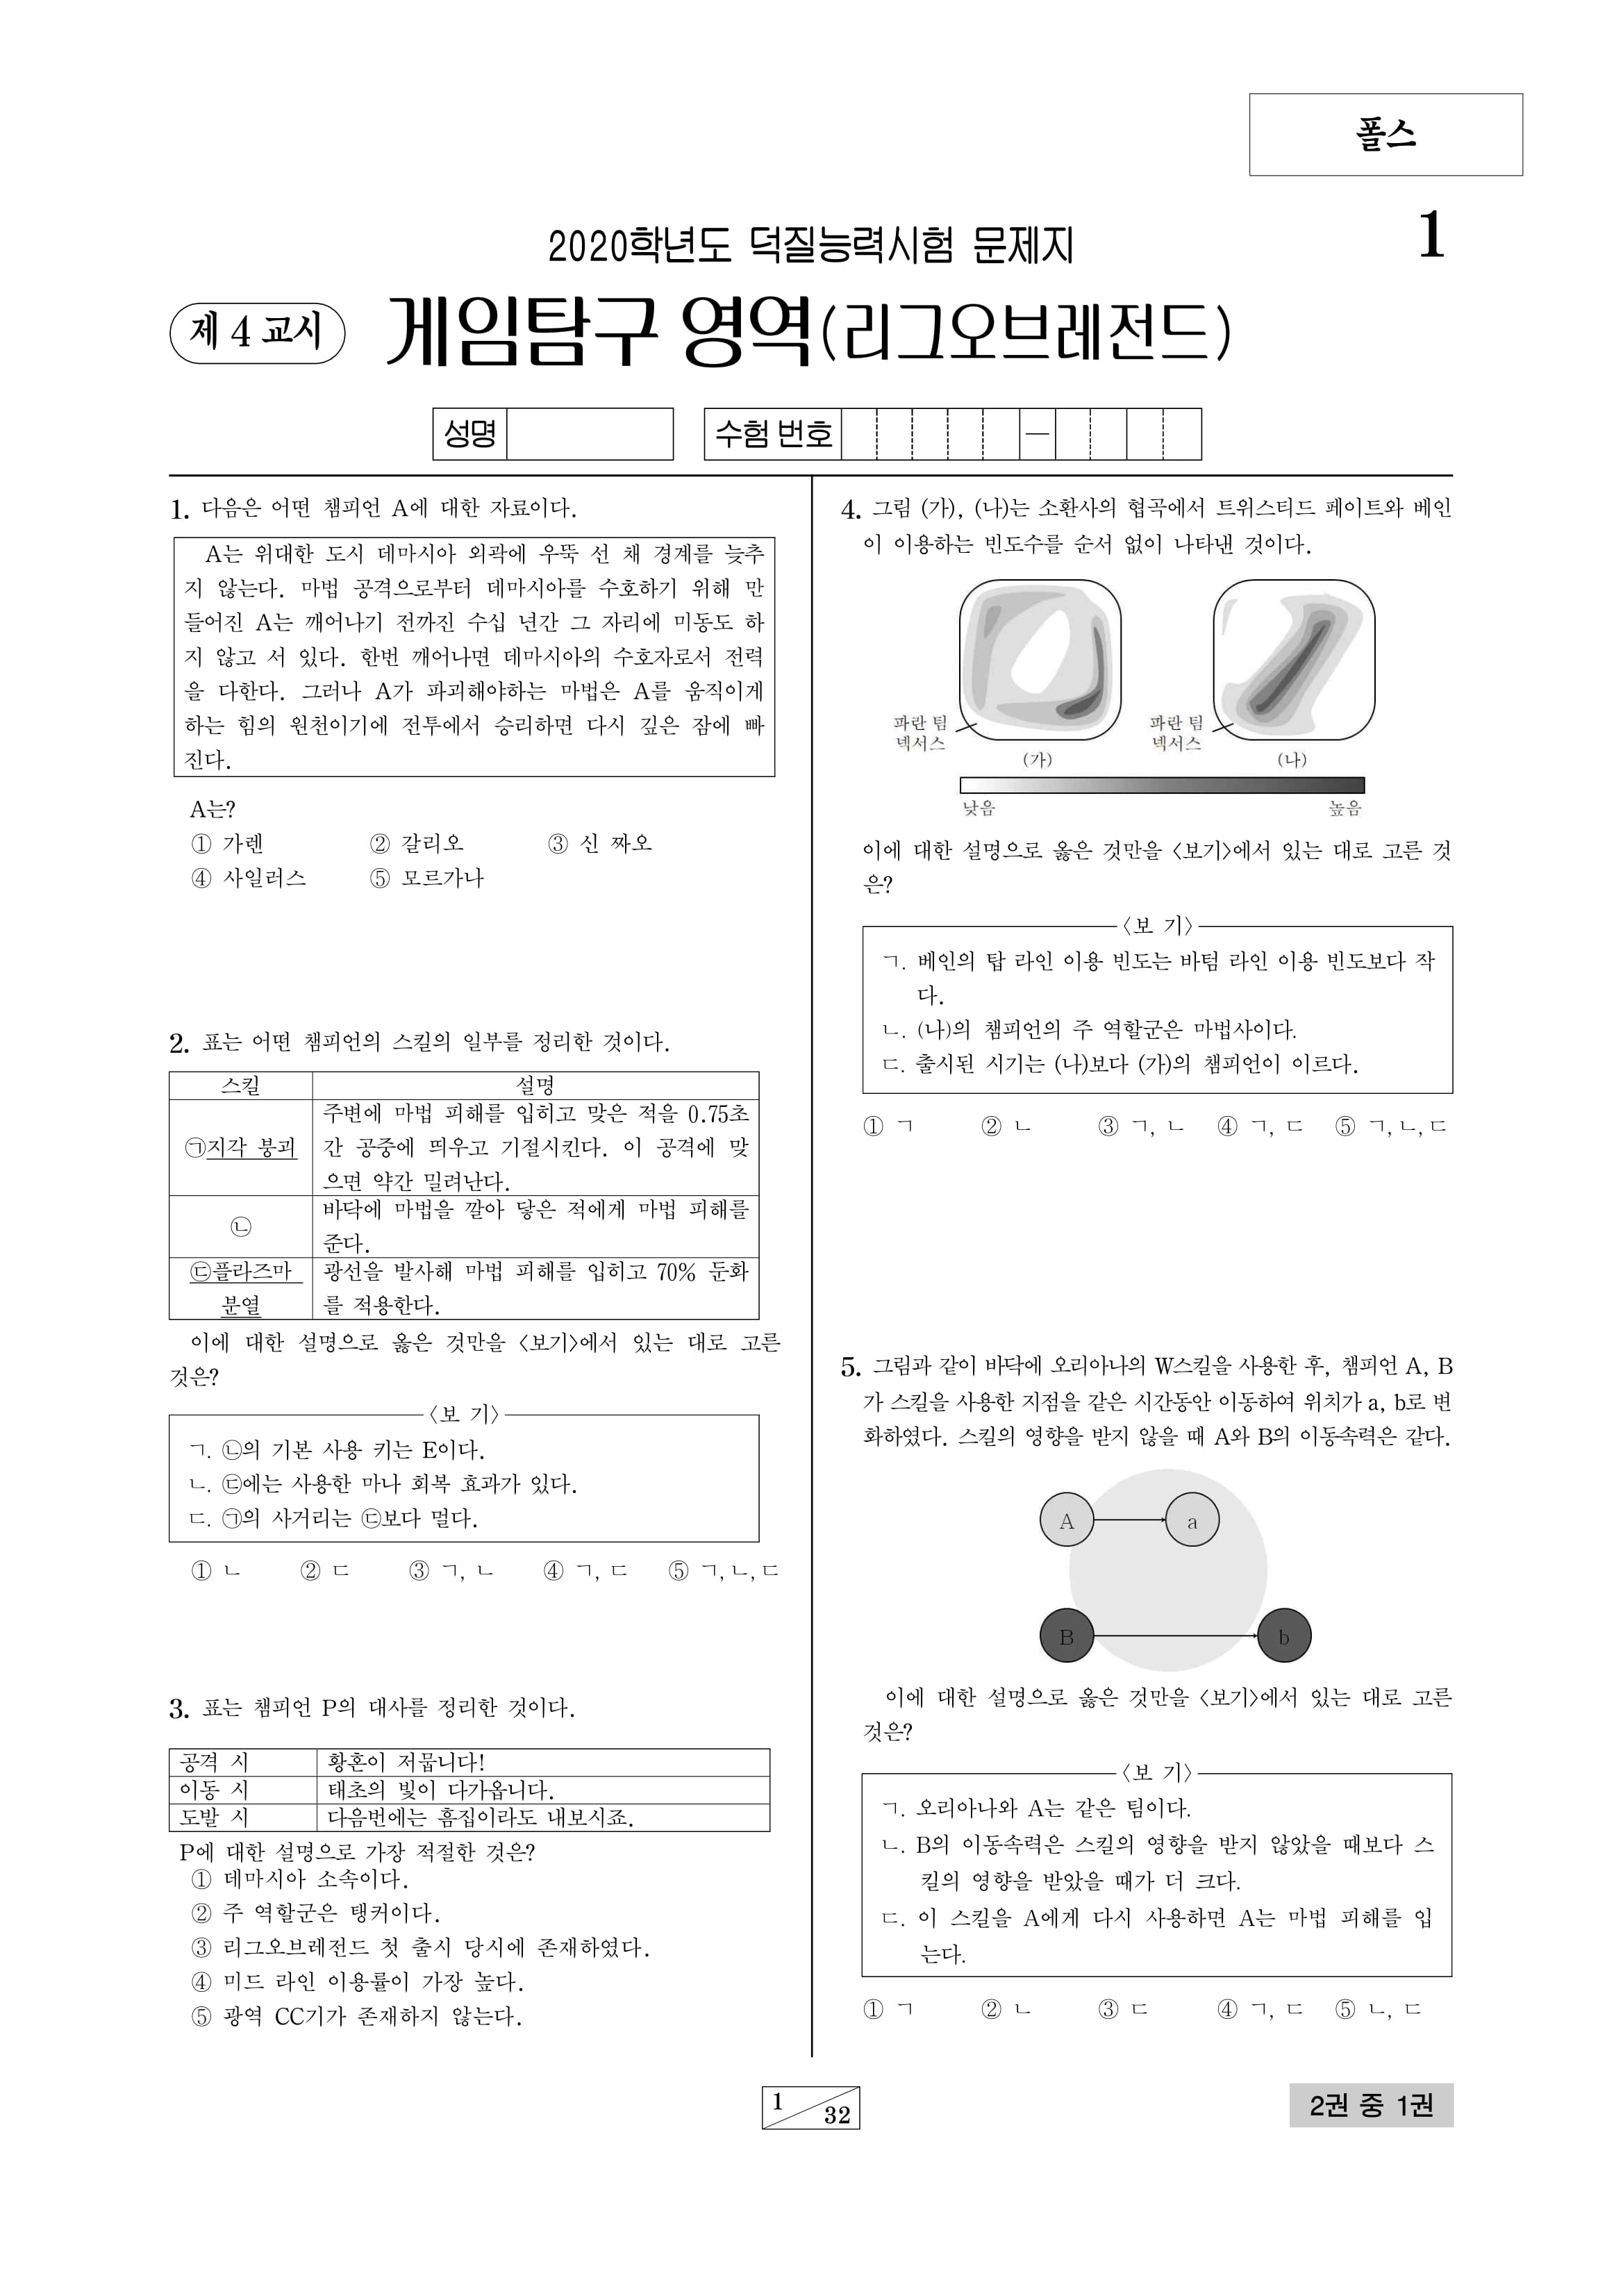 폴스
1
2020학년도 덕질능력시험 문제지
제 4 교시
게임탐구 영역(리그오브레전드)
성명
수험 번호
—
1. 다음은 어떤 챔피언 A에 대한 자료이다.
A는 위대한 도시 데마시아 외곽에 우뚝 선 채 경계를 늦추
지 않는다. 마법 공격으로부터 데마시아를 수호하기 위해 만
들어진 A는 깨어나기 전까진 수십 년간 그 자리에 미동도 하
지 않고 서 있다. 한번 깨어나면 데마시아의 수호자로서 전력
을 다한다. 그러나 A가 파괴해야하는 마법은 A를 움직이게
하는 힘의 원천이기에 전투에서 승리하면 다시 깊은 잠에 빠
진다.
A는?
① 가렌 ② 갈리오 ③ 신 짜오
④ 사일러스 ⑤ 모르가나
2. 표는 어떤 챔피언의 스킬의 일부를 정리한 것이다.
스킬 설명
㉠지각 붕괴
주변에 마법 피해를 입히고 맞은 적을 0.75초
간 공중에 띄우고 기절시킨다. 이 공격에 맞
으면 약간 밀려난다.
㉡
바닥에 마법을 깔아 닿은 적에게 마법 피해를
준다.
㉢플라즈마
분열
광선을 발사해 마법 피해를 입히고 70% 둔화
를 적용한다.
이에 대한 설명으로 옳은 것만을 〈보기〉에서 있는 대로 고른
것은?
〈보 기〉
ㄱ. ㉡의 기본 사용 키는 E이다.
ㄴ. ㉢에는 사용한 마나 회복 효과가 있다.
ㄷ. ㉠의 사거리는 ㉢보다 멀다.
① ㄴ ② ㄷ ③ ㄱ, ㄴ ④ ㄱ, ㄷ ⑤ ㄱ, ㄴ, ㄷ
3. 표는 챔피언 P의 대사를 정리한 것이다.
공격 시 황혼이 저뭅니다!
이동 시 태초의 빛이 다가옵니다.
도발 시 다음번에는 흠집이라도 내보시죠.
P에 대한 설명으로 가장 적절한 것은?
① 데마시아 소속이다.
② 주 역할군은 탱커이다.
③ 리그오브레전드 첫 출시 당시에 존재하였다.
④ 미드 라인 이용률이 가장 높다.
⑤ 광역 CC기가 존재하지 않는다.
4. 그림 (가), (나)는 소환사의 협곡에서 트위스티드 페이트와 베인
이 이용하는 빈도수를 순서 없이 나타낸 것이다.
파란 팀
넥서스
(가)
파란 팀
넥서스
(나)
낮음 높음
이에 대한 설명으로 옳은 것만을 〈보기〉에서 있는 대로 고른 것
은?
〈보 기〉
ㄱ. 베인의 탑 라인 이용 빈도는 바텀 라인 이용 빈도보다 작
다.
ㄴ. (나)의 챔피언의 주 역할군은 마법사이다.
ㄷ. 출시된 시기는 (나)보다 (가)의 챔피언이 이르다.
① ㄱ ② ㄴ ③ ㄱ, ㄴ ④ ㄱ, ㄷ ⑤ ㄱ, ㄴ, ㄷ
5. 그림과 같이 바닥에 오리아나의 W스킬을 사용한 후, 챔피언 A, B
가 스킬을 사용한 지점을 같은 시간동안 이동하여 위치가 a, b로 변
화하였다. 스킬의 영향을 받지 않을 때 A와 B의 이동속력은 같다.
A a
B b
이에 대한 설명으로 옳은 것만을 〈보기〉에서 있는 대로 고른
것은?
〈보 기〉
ㄱ. 오리아나와 A는 같은 팀이다.
ㄴ. B의 이동속력은 스킬의 영향을 받지 않았을 때보다 스
킬의 영향을 받았을 때가 더 크다.
ㄷ. 이 스킬을 A에게 다시 사용하면 A는 마법 피해를 입
는다.
① ㄱ ② ㄴ ③ ㄷ ④ ㄱ, ㄷ ⑤ ㄴ, ㄷ
1
32
2권 중 1권